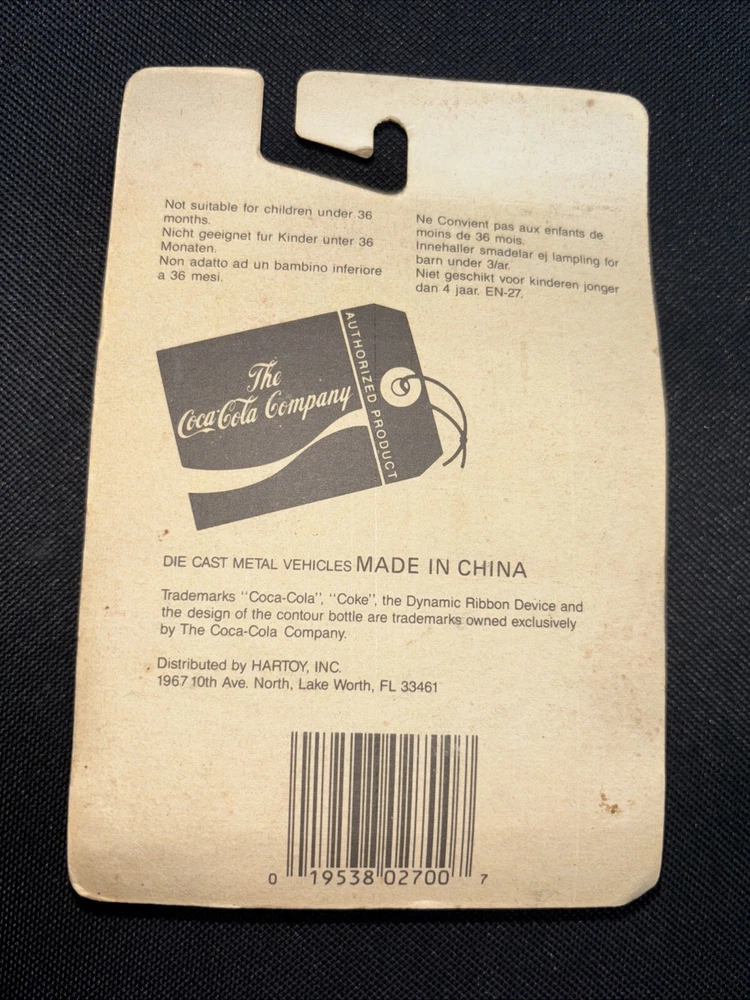 Not suitable for children under 36
months.
Nicht geeignet fur Kinder unter 36
Monaten.
Non adatto ad un bambino inferiore
a 36 mesi.
Ne Convient pas aux enfants de
moins de 36 mois.
Innehaller smadelar ej lampling for
barn under 3/ar.
Niet geschikt voor kinderen jonger
dan 4 jaar. EN-27.
The
Coca-Cola Company
AUTHORIZED PRODUCT
DIE CAST METAL VEHICLES MADE IN CHINA
Trademarks "Coca-Cola", "Coke", the Dynamic Ribbon Device and
the design of the contour bottle are trademarks owned exclusively
by The Coca-Cola Company.
Distributed by HARTOY, INC.
1967 10th Ave. North, Lake Worth, FL 33461
0 19538 02700 7